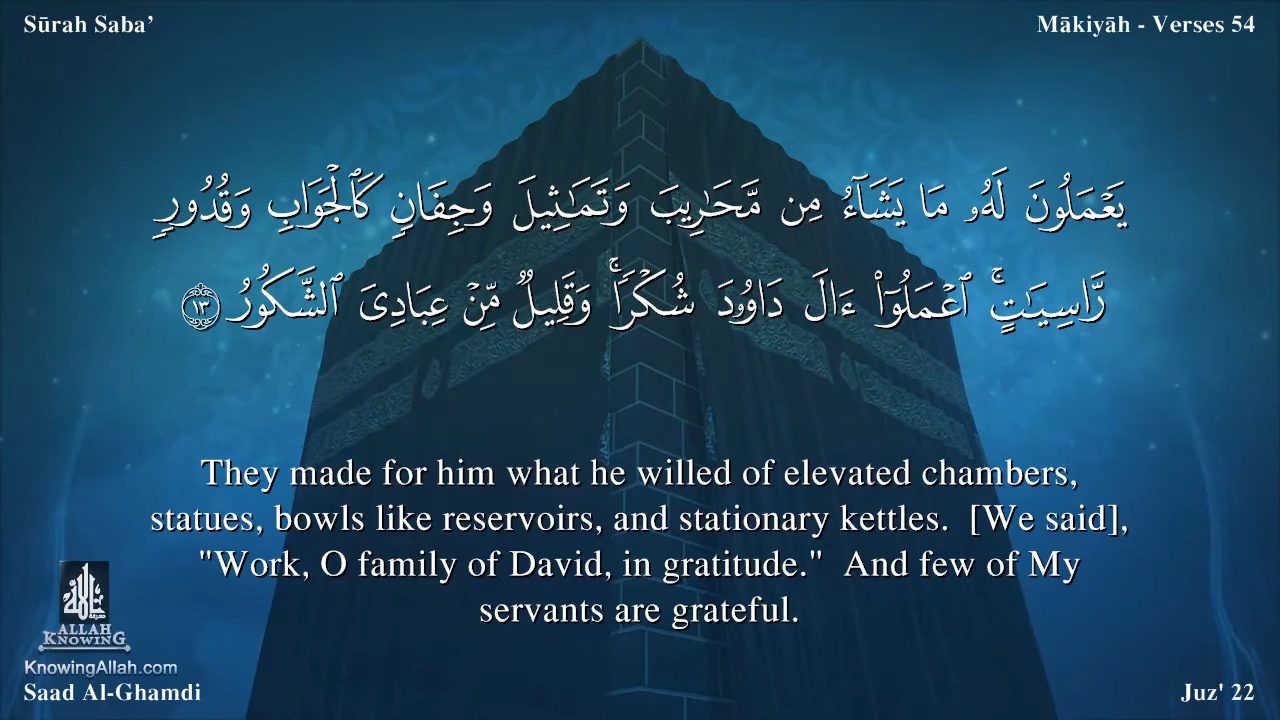 Sūrah Saba’
Mākiyāh - Verses 54
يَعْمَلُونَ لَهُۥ مَا يَشَآءُ مِن مَّحَـٰرِيبَ وَتَمَـٰثِيلَ وَجِفَانٍ كَٱلْجَوَابِ وَقُدُورٍ
رَّاسِيَـٰتٍ ۚ ٱعْمَلُوٓا۟ ءَالَ دَاوُۥدَ شُكْرًا ۚ وَقَلِيلٌ مِّنْ عِبَادِىَ ٱلشَّكُورُ ١٣
They made for him what he willed of elevated chambers,
statues, bowls like reservoirs, and stationary kettles.  [We said],
"Work, O family of David, in gratitude."  And few of My
servants are grateful.
ALLAH
KNOWING
KnowingAllah.com
Saad Al-Ghamdi
Juz' 22